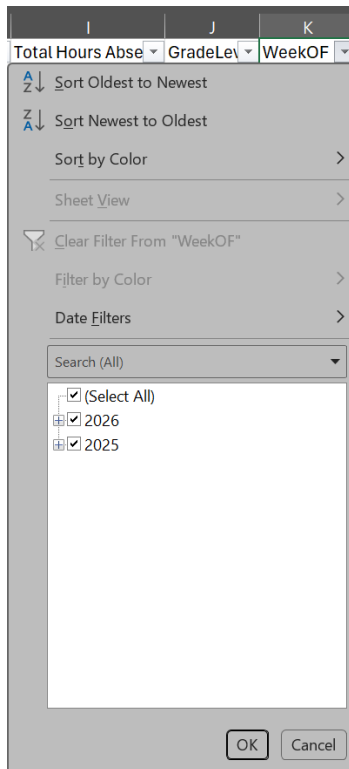 I J K
Total Hours Abse GradeLev WeekOF
Sort Oldest to Newest
Sort Newest to Oldest
Sort by Color
Sheet View
Clear Filter From "WeekOF"
Filter by Color
Date Filters
Search (All)
(Select All)
2026
2025
OK Cancel